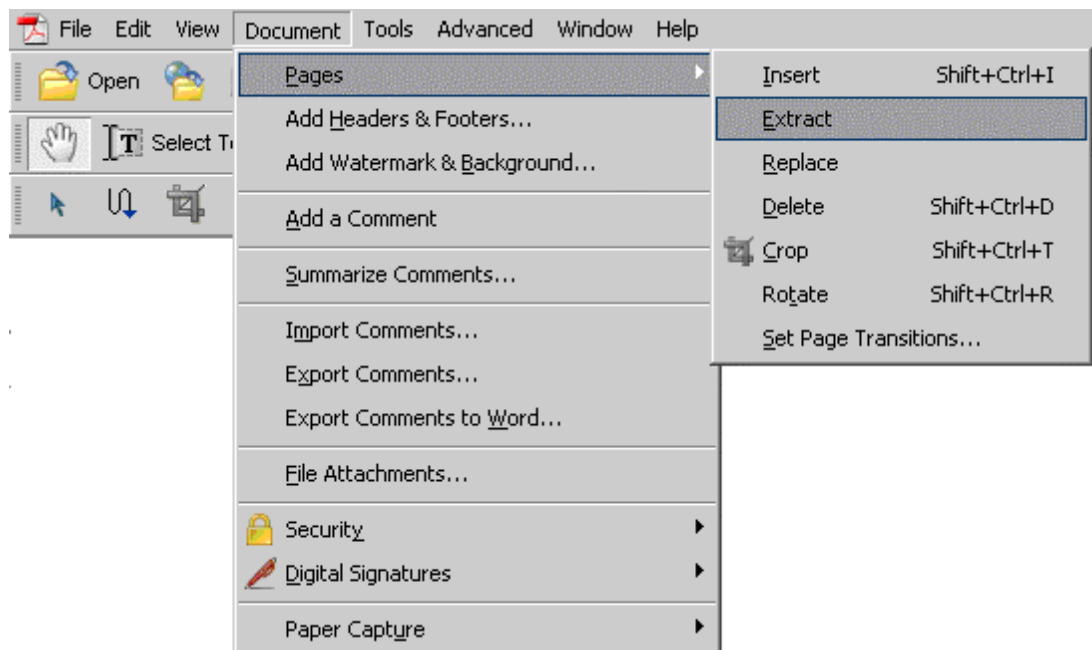 File Edit View Document Tools Advanced Window Help
Open
Select T
Pages
Add Headers & Footers...
Add Watermark & Background...
Add a Comment
Summarize Comments...
Import Comments...
Export Comments...
Export Comments to Word...
File Attachments...
Security
Digital Signatures
Paper Capture
Insert Shift+Ctrl+I
Extract
Replace
Delete Shift+Ctrl+D
Crop Shift+Ctrl+T
Rotate Shift+Ctrl+R
Set Page Transitions...